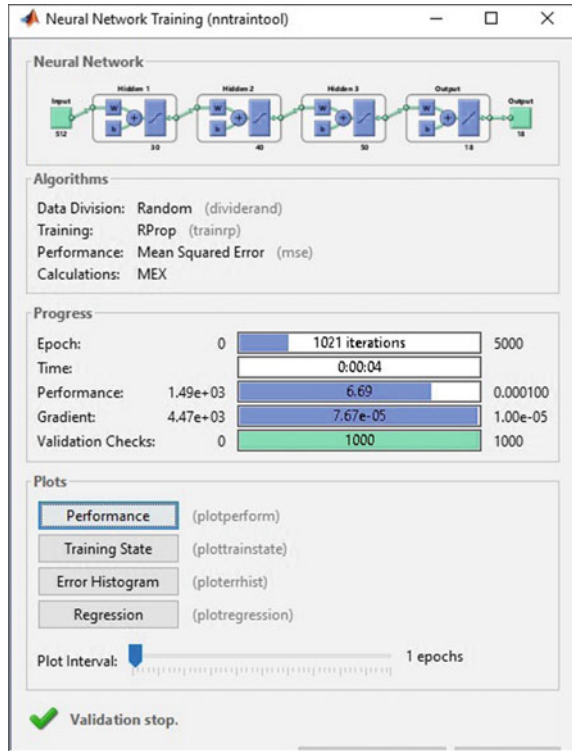 Neural Network Training (nntraintool)
Neural Network
Hidden 1 Hidden 2 Hidden 3 Output
Input Output
W W W W
b b b b
512 18
30 40 50 18
Algorithms
Data Division: Random (dividerand)
Training: RProp (trainrp)
Performance: Mean Squared Error (mse)
Calculations: MEX
Progress
Epoch: 0 1021 iterations 5000
Time: 0:00:04
Performance: 1.49e+03 6.69 0.000100
Gradient: 4.47e+03 7.67e-05 1.00e-05
Validation Checks: 0 1000 1000
Plots
Performance (plotperform)
Training State (plottrainstate)
Error Histogram (ploterrhist)
Regression (plotregression)
Plot Interval: 1 epochs
Validation stop.